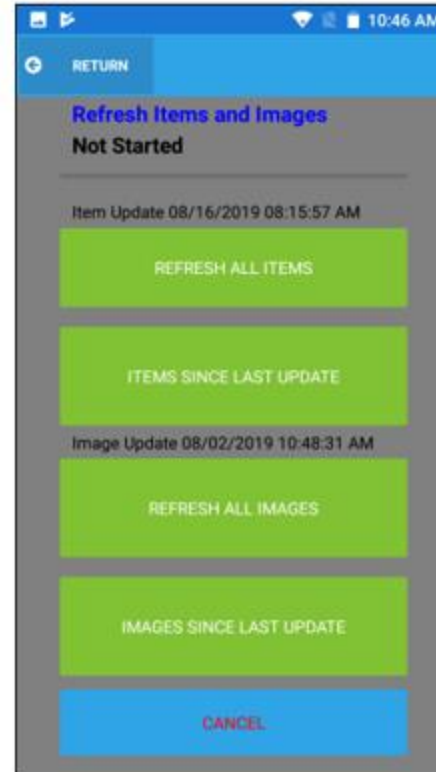 10:46 AM
RETURN
Refresh Items and Images
Not Started
Item Update 08/16/2019 08:15:57 AM
REFRESH ALL ITEMS
ITEMS SINCE LAST UPDATE
Image Update 08/02/2019 10:48:31 AM
REFRESH ALL IMAGES
IMAGES SINCE LAST UPDATE
CANCEL